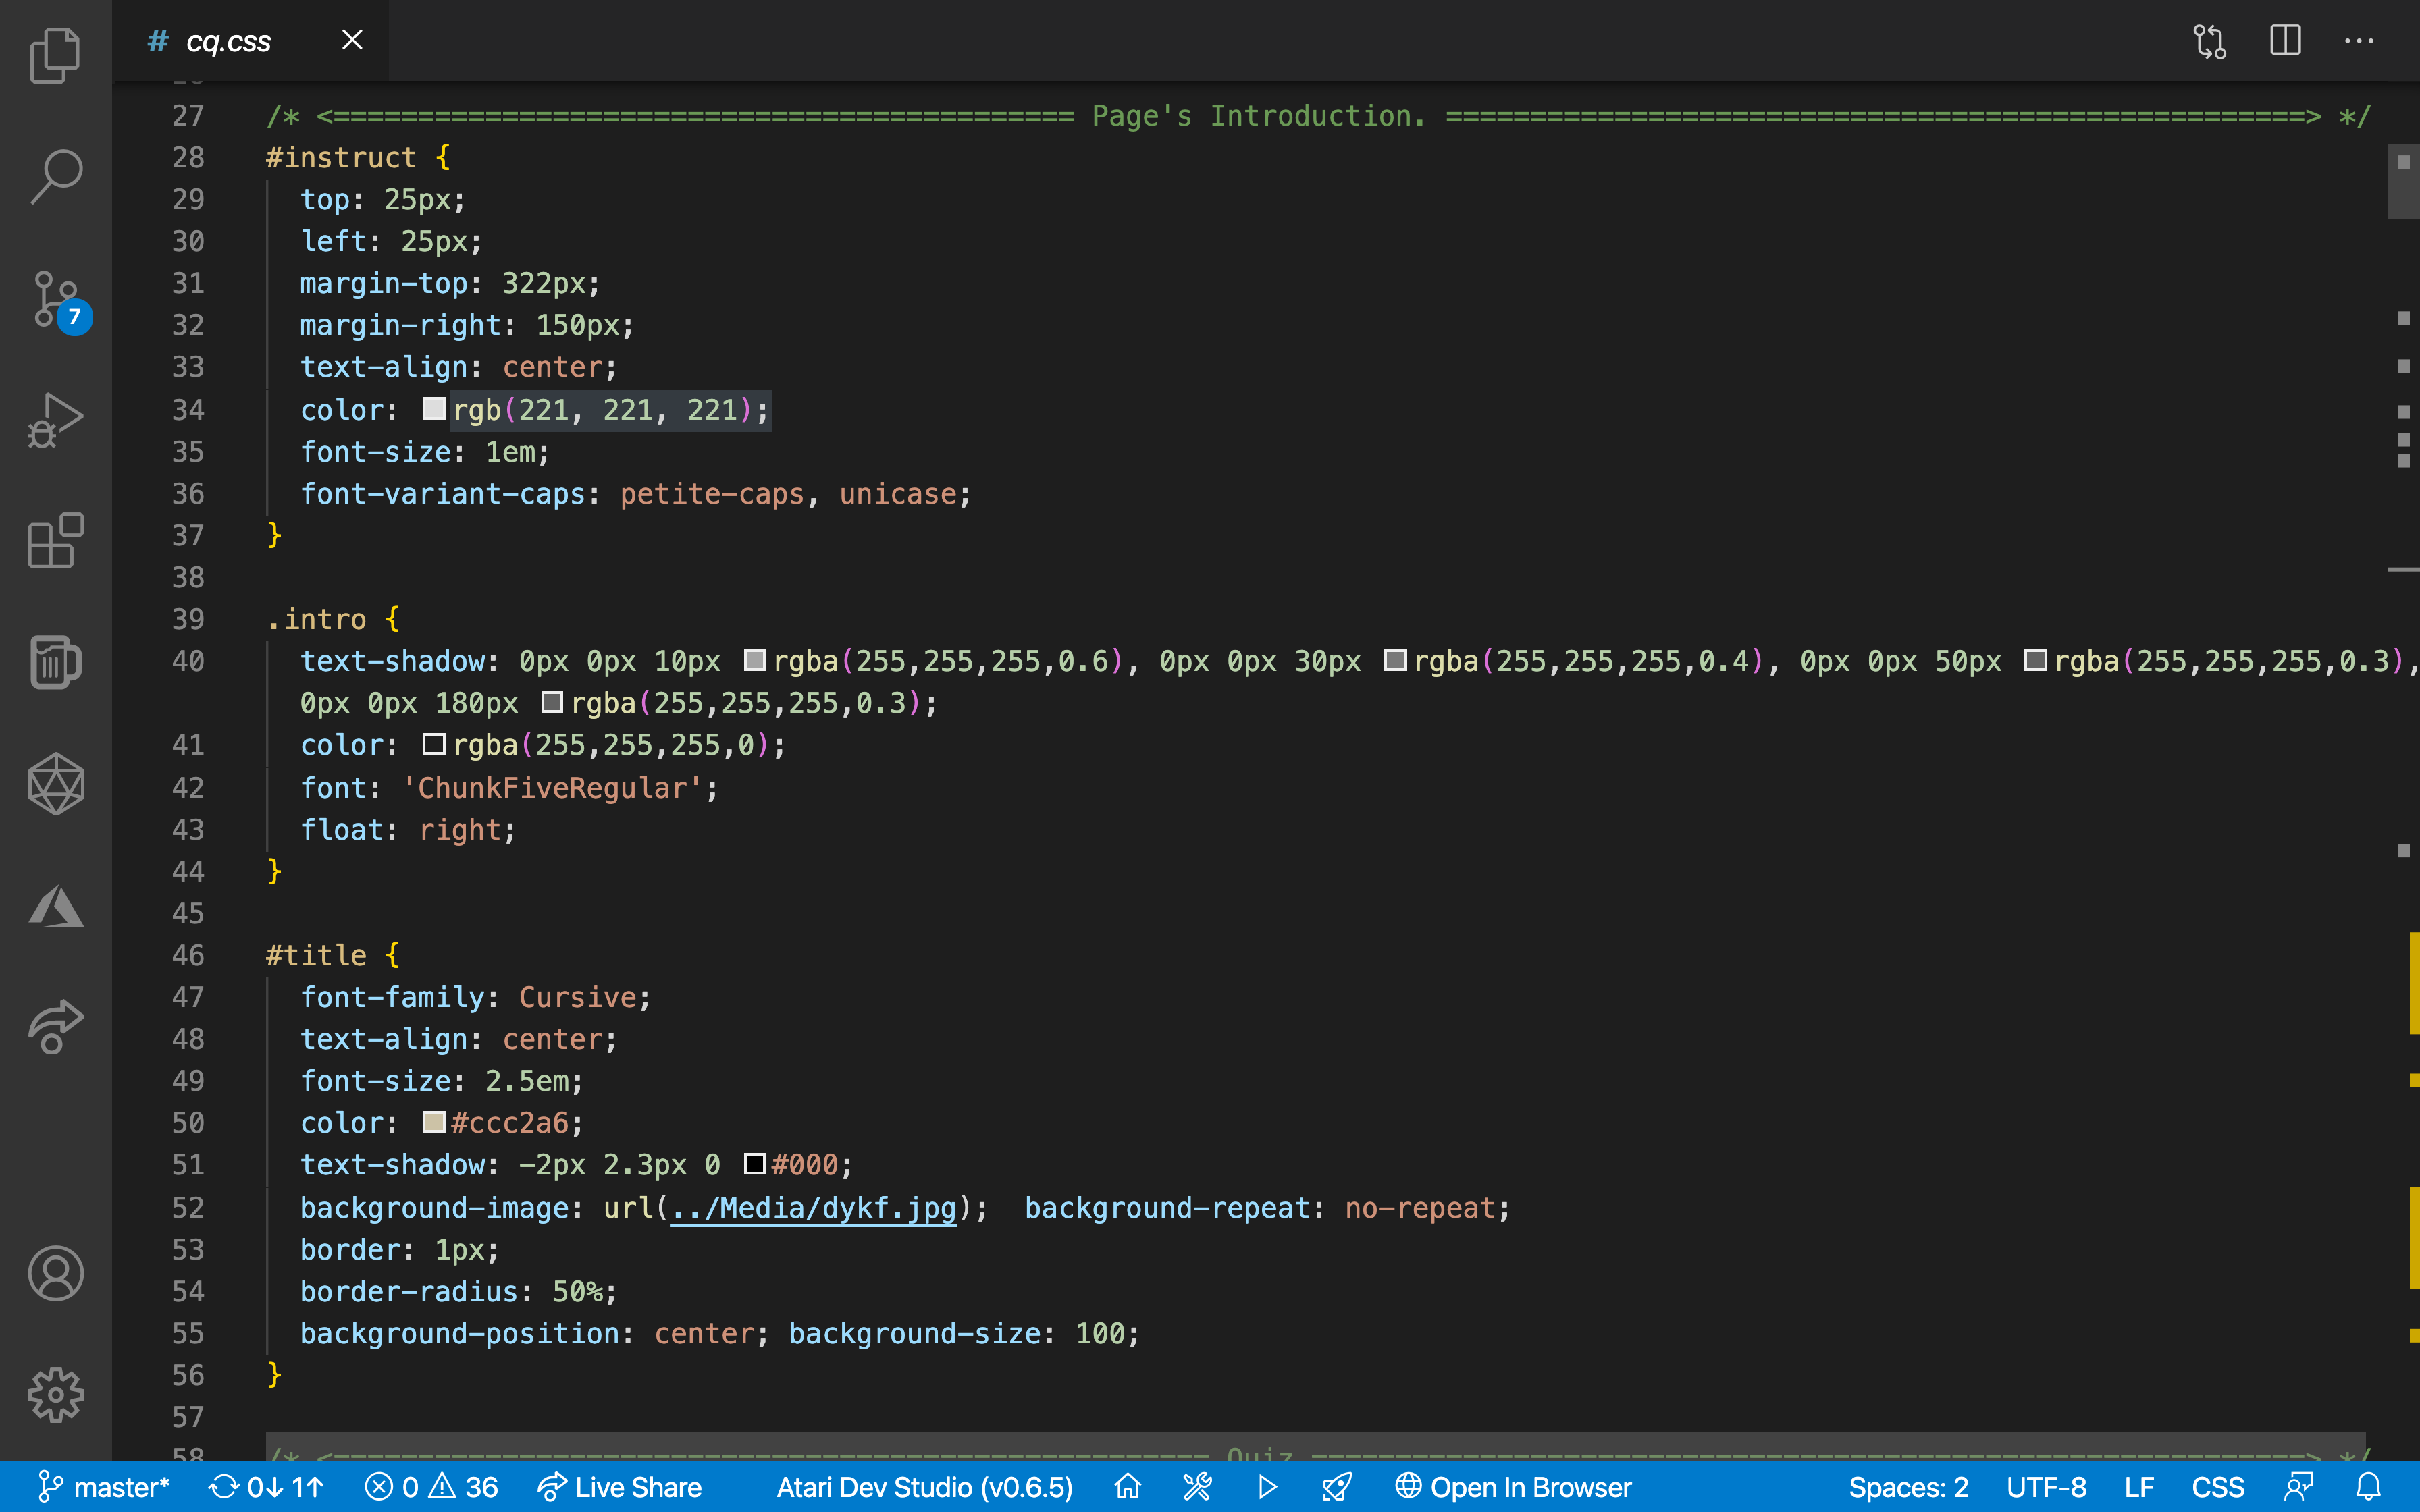 # cq.css
27 /* <============================================ Page's Introduction. ===================================================> */
28 #instruct {
29 top: 25px;
30 left: 25px;
31 margin-top: 322px;
32 margin-right: 150px;
33 text-align: center;
34 color: rgb(221, 221, 221);
35 font-size: 1em;
36 font-variant-caps: petite-caps, unicase;
37 }
38
39 .intro {
40 text-shadow: 0px 0px 10px rgba(255,255,255,0.6), 0px 0px 30px rgba(255,255,255,0.4), 0px 0px 50px rgba(255,255,255,0.3),
0px 0px 180px rgba(255,255,255,0.3);
41 color: rgba(255,255,255,0);
42 font: 'ChunkFiveRegular';
43 float: right;
44 }
45
46 #title {
47 font-family: Cursive;
48 text-align: center;
49 font-size: 2.5em;
50 color: #ccc2a6;
51 text-shadow: -2px 2.3px 0 #000;
52 background-image: url(../Media/dykf.jpg); background-repeat: no-repeat;
53 border: 1px;
54 border-radius: 50%;
55 background-position: center; background-size: 100;
56 }
57
58 /* <==================================================== Quiz ===========================================================> */
7
master* 0↓ 1↑ 0 36 Live Share Atari Dev Studio (v0.6.5) Open In Browser Spaces: 2 UTF-8 LF CSS